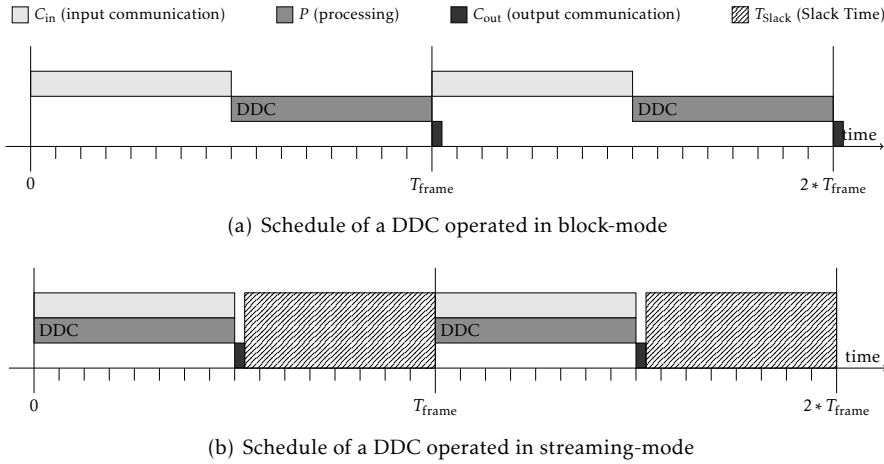 C_in (input communication) P (processing) C_out (output communication) T_Slack (Slack Time)
DDC DDC
time
0 T_frame 2 * T_frame
(a) Schedule of a DDC operated in block-mode
DDC DDC
time
0 T_frame 2 * T_frame
(b) Schedule of a DDC operated in streaming-mode